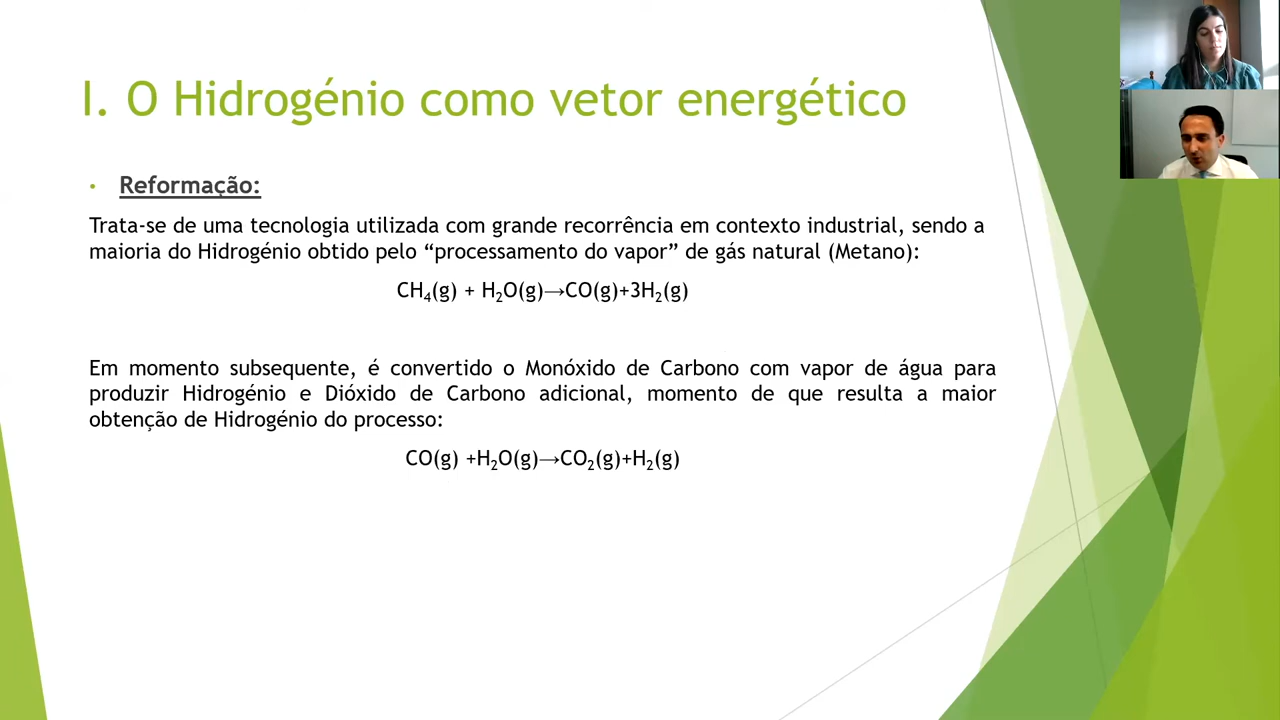 I. O Hidrogénio como vetor energético
• Reformação:
Trata-se de uma tecnologia utilizada com grande recorrência em contexto industrial, sendo a
maioria do Hidrogénio obtido pelo “processamento do vapor” de gás natural (Metano):
CH₄(g) + H₂O(g)→CO(g)+3H₂(g)
Em momento subsequente, é convertido o Monóxido de Carbono com vapor de água para
produzir Hidrogénio e Dióxido de Carbono adicional, momento de que resulta a maior
obtenção de Hidrogénio do processo:
CO(g) +H₂O(g)→CO₂(g)+H₂(g)